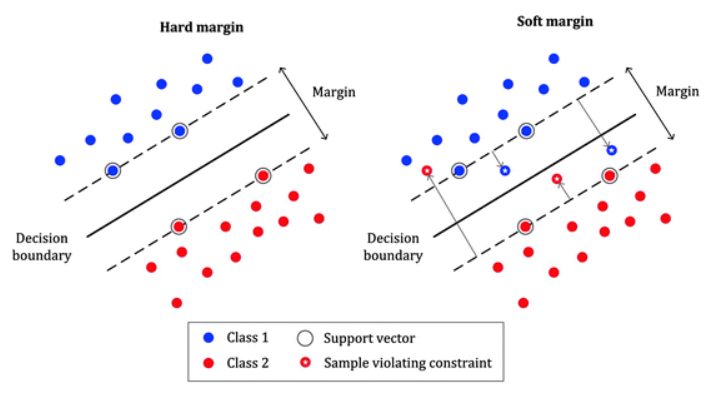 Hard margin
Soft margin
Margin
Margin
Decision
boundary
Decision
boundary
Class 1
Support vector
Class 2
Sample violating constraint